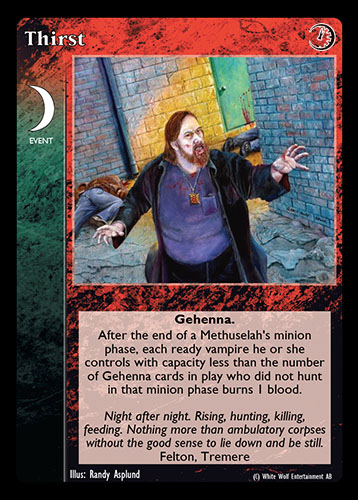 Thirst
EVENT
Gehenna.
After the end of a Methuselah's minion
phase, each ready vampire he or she
controls with capacity less than the number
of Gehenna cards in play who did not hunt
in that minion phase burns 1 blood.
Night after night. Rising, hunting, killing,
feeding. Nothing more than ambulatory corpses
without the good sense to lie down and be still.
Felton, Tremere
Illus: Randy Asplund
(C) White Wolf Entertainment AB